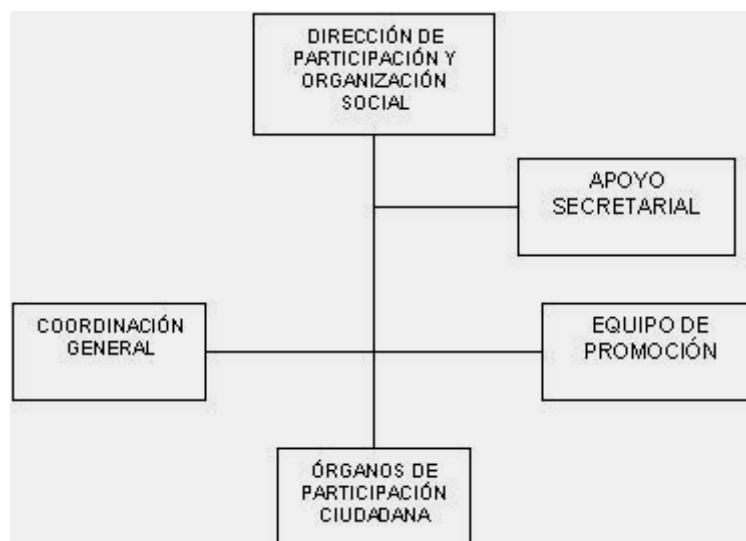 DIRECCIÓN DE
PARTICIPACIÓN Y
ORGANIZACIÓN
SOCIAL
APOYO
SECRETARIAL
COORDINACIÓN
GENERAL
EQUIPO DE
PROMOCIÓN
ÓRGANOS DE
PARTICIPACIÓN
CIUDADANA